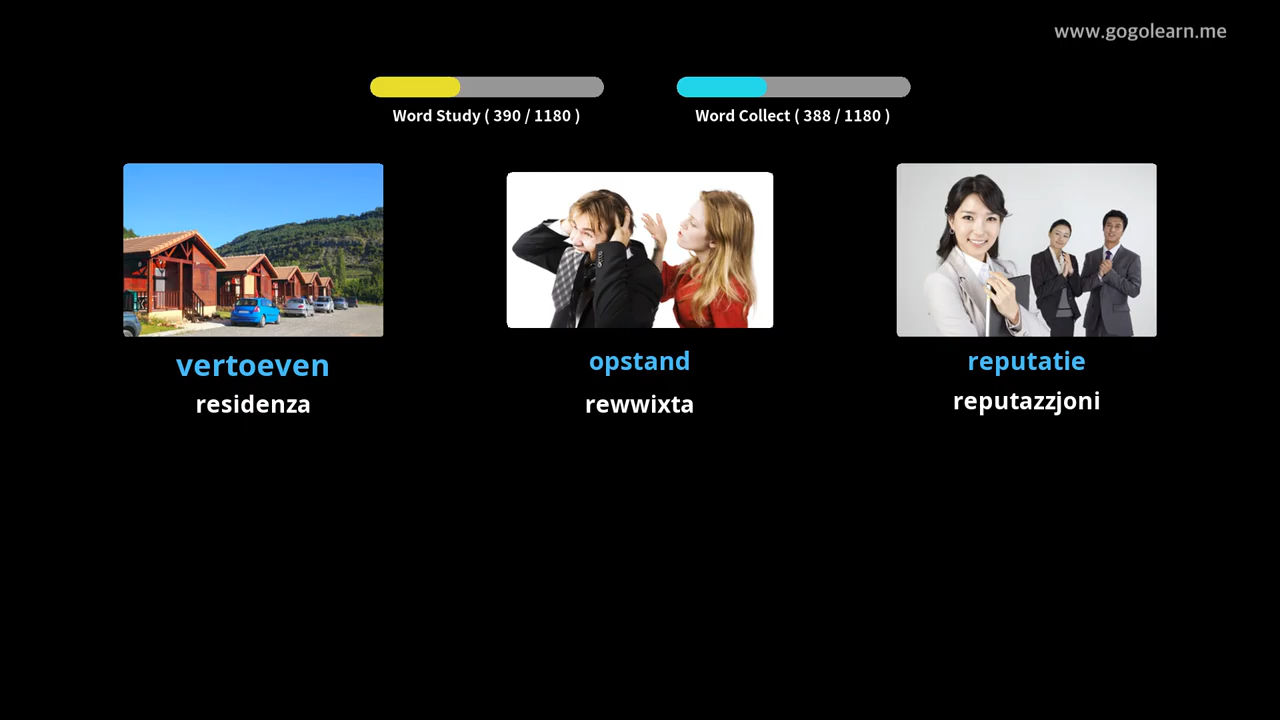 www.gogolearn.me
Word Study ( 390 / 1180 )
Word Collect ( 388 / 1180 )
vertoeven
residenza
opstand
rewwixta
reputatie
reputazzjoni